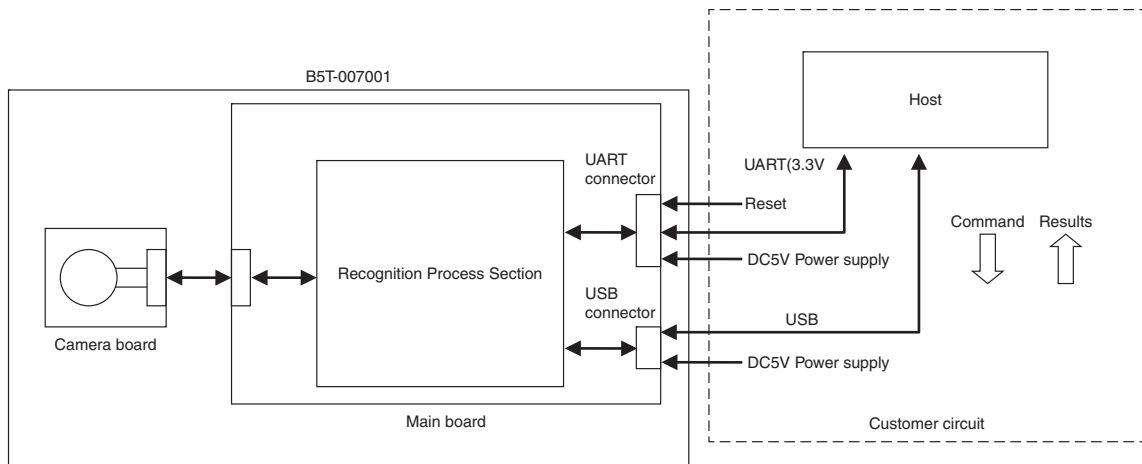 B5T-007001
Host
UART
connector
UART(3.3V
Reset
Command
Results
Recognition Process Section
DC5V Power supply
USB
connector
USB
Camera board
DC5V Power supply
Main board
Customer circuit